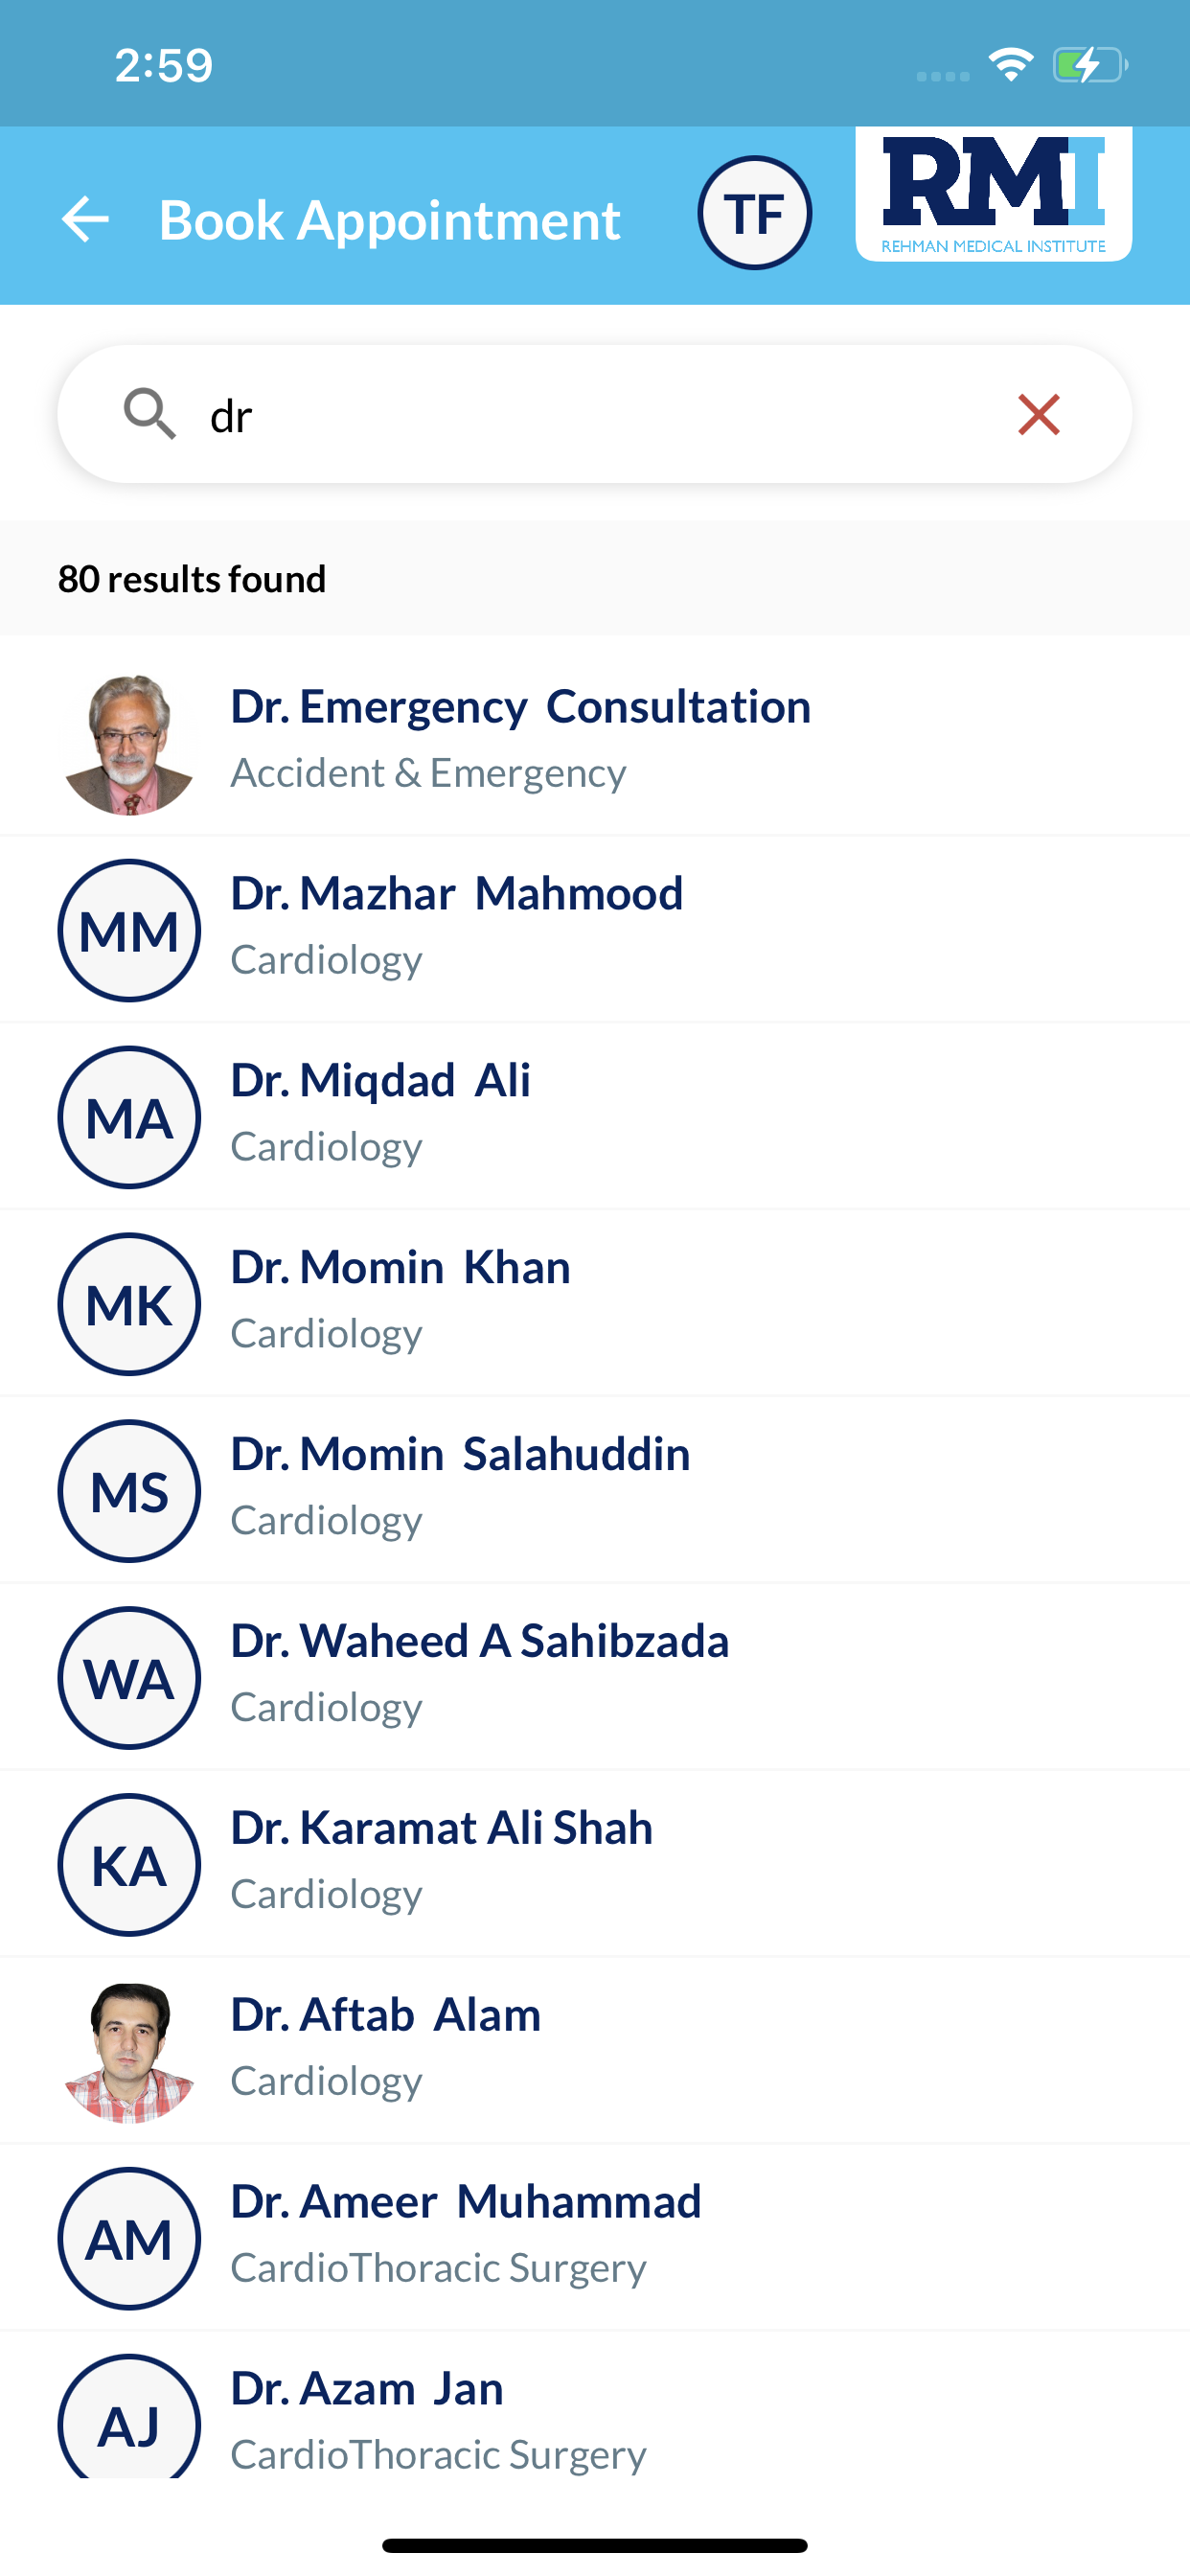 2:59
Book Appointment
TF
RMI
REHMAN MEDICAL INSTITUTE
dr
80 results found
Dr. Emergency Consultation
Accident & Emergency
MM
Dr. Mazhar Mahmood
Cardiology
MA
Dr. Miqdad Ali
Cardiology
MK
Dr. Momin Khan
Cardiology
MS
Dr. Momin Salahuddin
Cardiology
WA
Dr. Waheed A Sahibzada
Cardiology
KA
Dr. Karamat Ali Shah
Cardiology
Dr. Aftab Alam
Cardiology
AM
Dr. Ameer Muhammad
CardioThoracic Surgery
AJ
Dr. Azam Jan
CardioThoracic Surgery